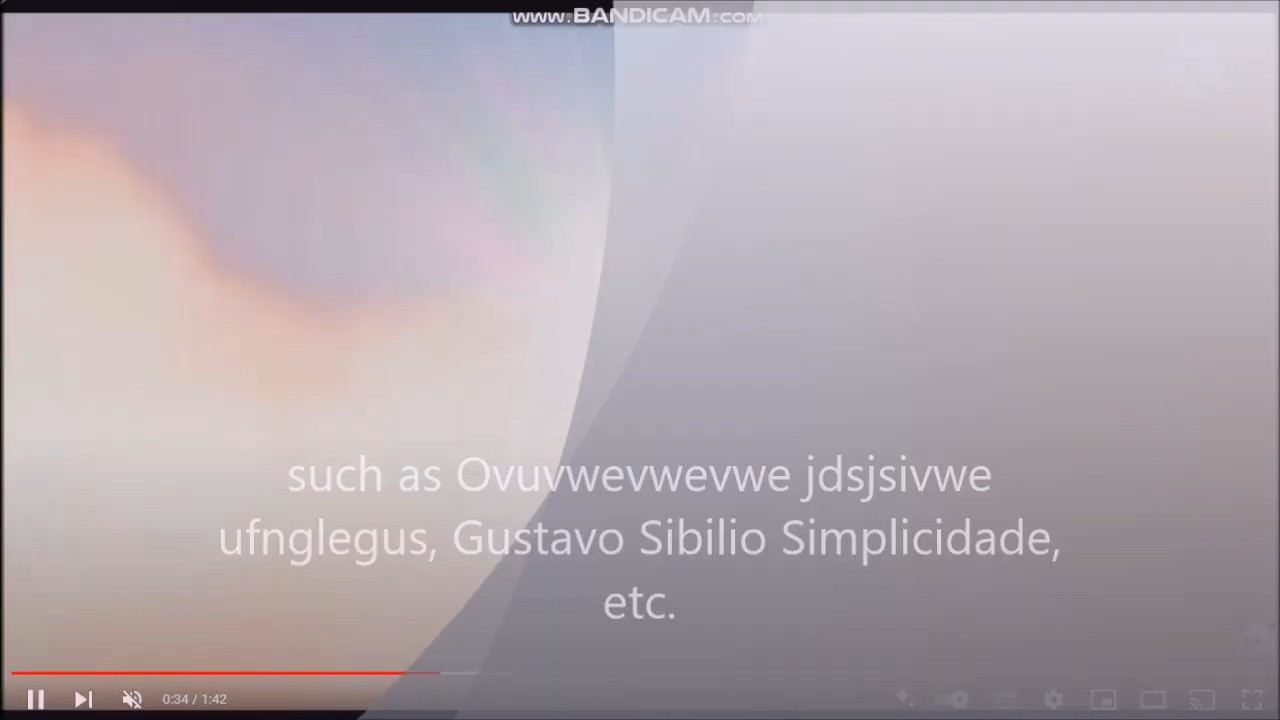 www.BANDICAM.com
such as Ovuvwevwevwe jdsjsivwe
ufnglegus, Gustavo Sibilio Simplicidade,
etc.
0:34 / 1:42